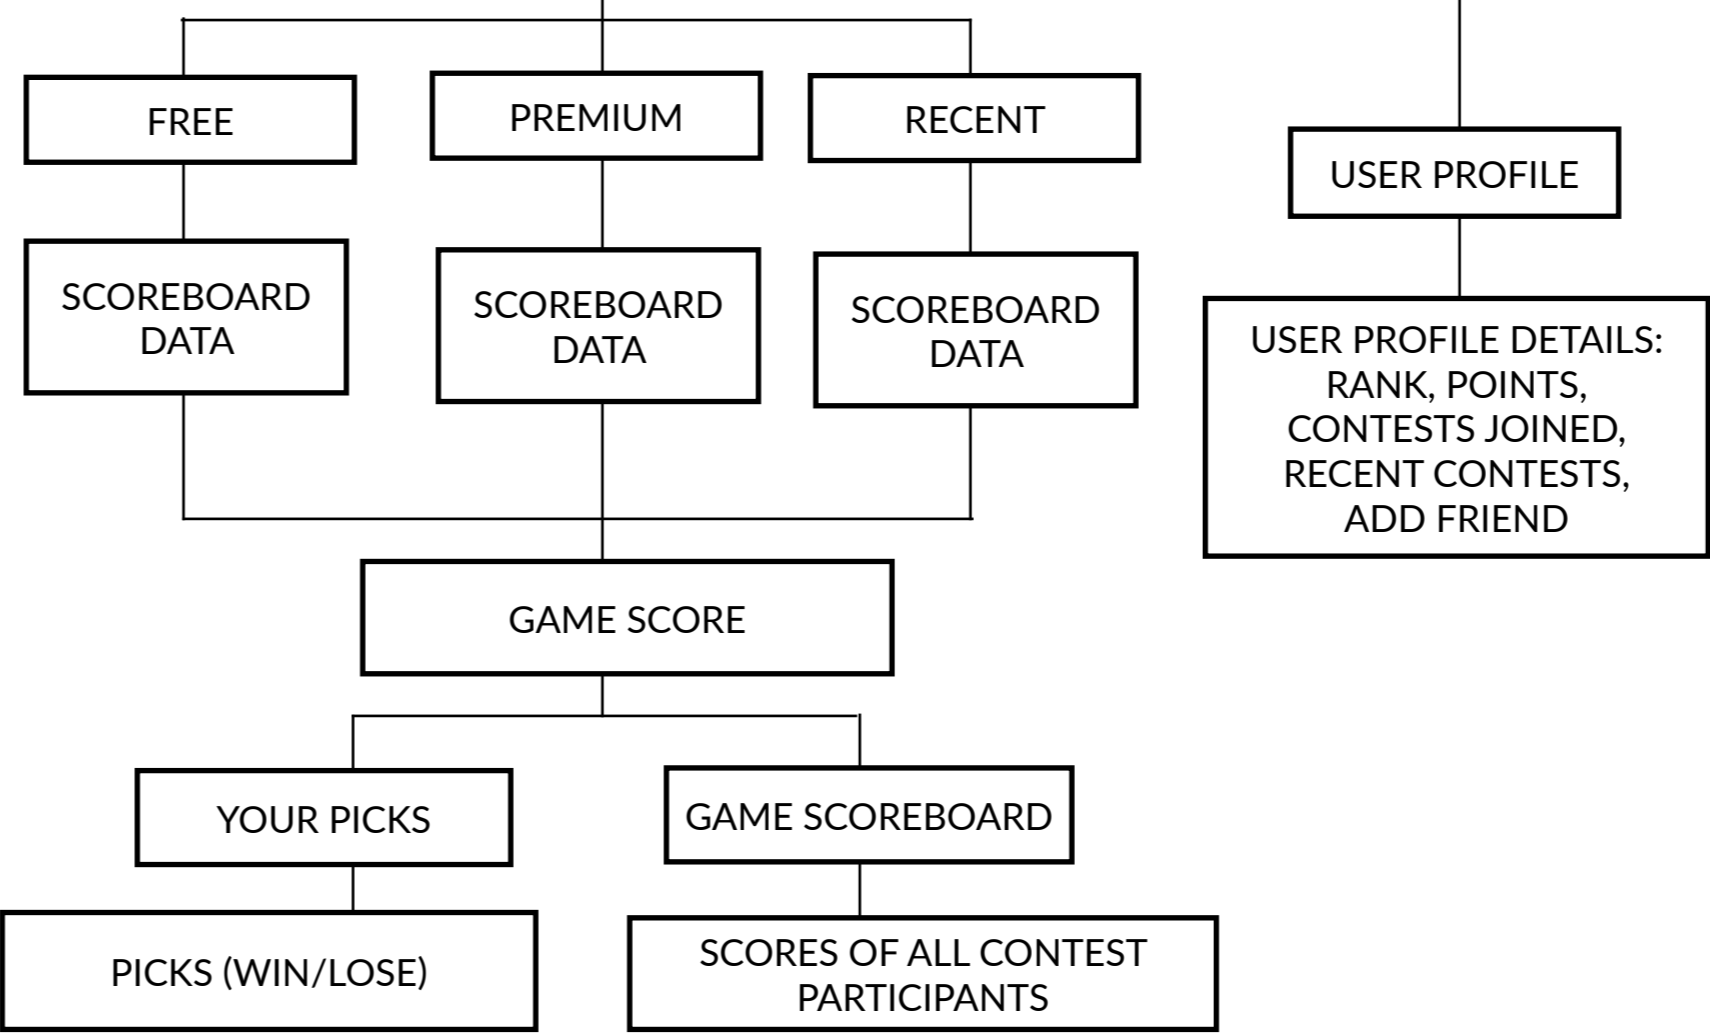 FREE
PREMIUM
RECENT
USER PROFILE
SCOREBOARD
DATA
SCOREBOARD
DATA
SCOREBOARD
DATA
USER PROFILE DETAILS:
RANK, POINTS,
CONTESTS JOINED,
RECENT CONTESTS,
ADD FRIEND
GAME SCORE
YOUR PICKS
GAME SCOREBOARD
PICKS (WIN/LOSE)
SCORES OF ALL CONTEST
PARTICIPANTS